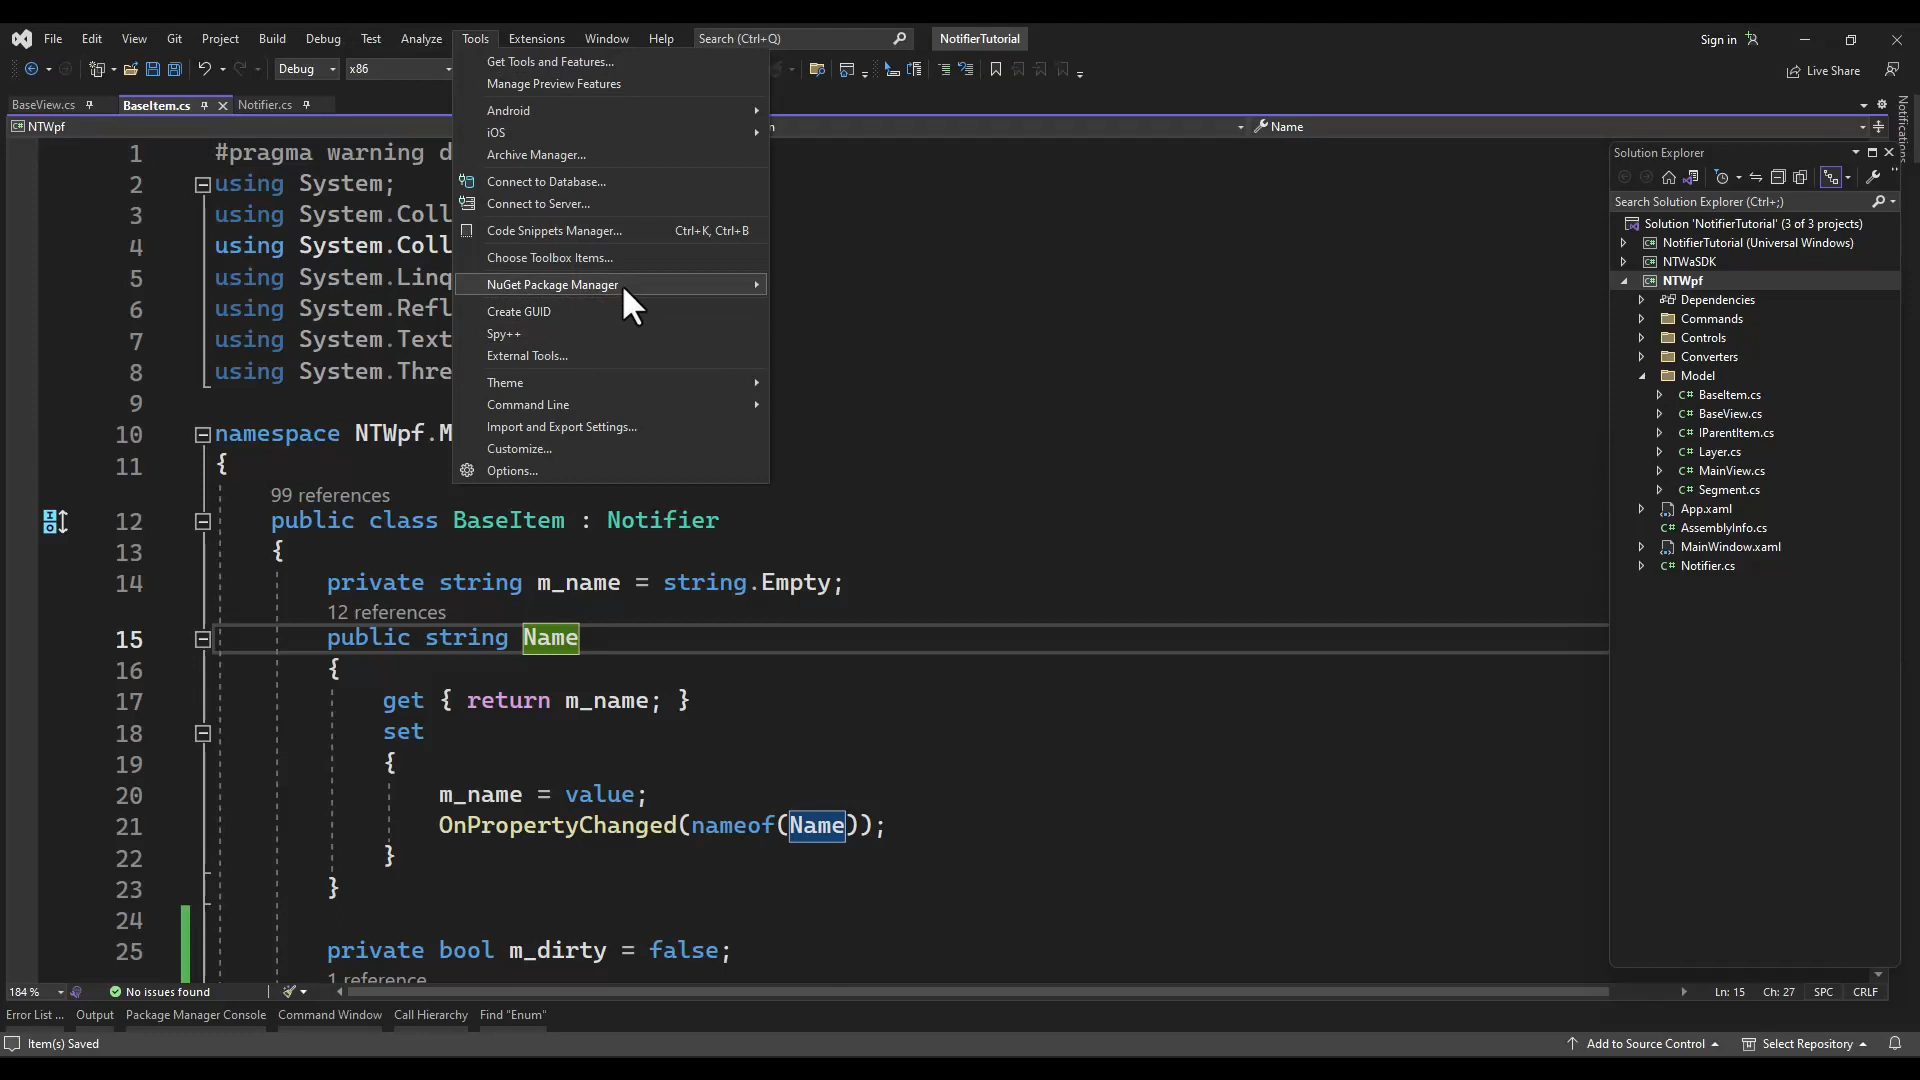 File Edit View Git Project Build Debug Test Analyze Tools Extensions Window Help Search (Ctrl+Q) NotifierTutorial Sign in
Debug x86 Live Share
BaseView.cs BaseItem.cs Notifier.cs
NTWpf Name
Notifications
Get Tools and Features...
Manage Preview Features
Android
iOS
Archive Manager...
Connect to Database...
Connect to Server...
Code Snippets Manager... Ctrl+K, Ctrl+B
Choose Toolbox Items...
NuGet Package Manager
Create GUID
Spy++
External Tools...
Theme
Command Line
Import and Export Settings...
Customize...
Options...
1 #pragma warning d
2 using System;
3 using System.Coll
4 using System.Coll
5 using System.Linq
6 using System.Refl
7 using System.Text
8 using System.Thre
9
10 namespace NTWpf.M
11 {
99 references
12 public class BaseItem : Notifier
13 {
14 private string m_name = string.Empty;
12 references
15 public string Name
16 {
17 get { return m_name; }
18 set
19 {
20 m_name = value;
21 OnPropertyChanged(nameof(Name));
22 }
23 }
24
25 private bool m_dirty = false;
1 reference
Solution Explorer
Search Solution Explorer (Ctrl+;)
Solution 'NotifierTutorial' (3 of 3 projects)
NotifierTutorial (Universal Windows)
NTWaSDK
NTWpf
Dependencies
Commands
Controls
Converters
Model
C# BaseItem.cs
C# BaseView.cs
C# IParentItem.cs
C# Layer.cs
C# MainView.cs
C# Segment.cs
App.xaml
C# AssemblyInfo.cs
MainWindow.xaml
C# Notifier.cs
184 % No issues found Ln: 15 Ch: 27 SPC CRLF
Error List ... Output Package Manager Console Command Window Call Hierarchy Find "Enum"
Item(s) Saved Add to Source Control Select Repository